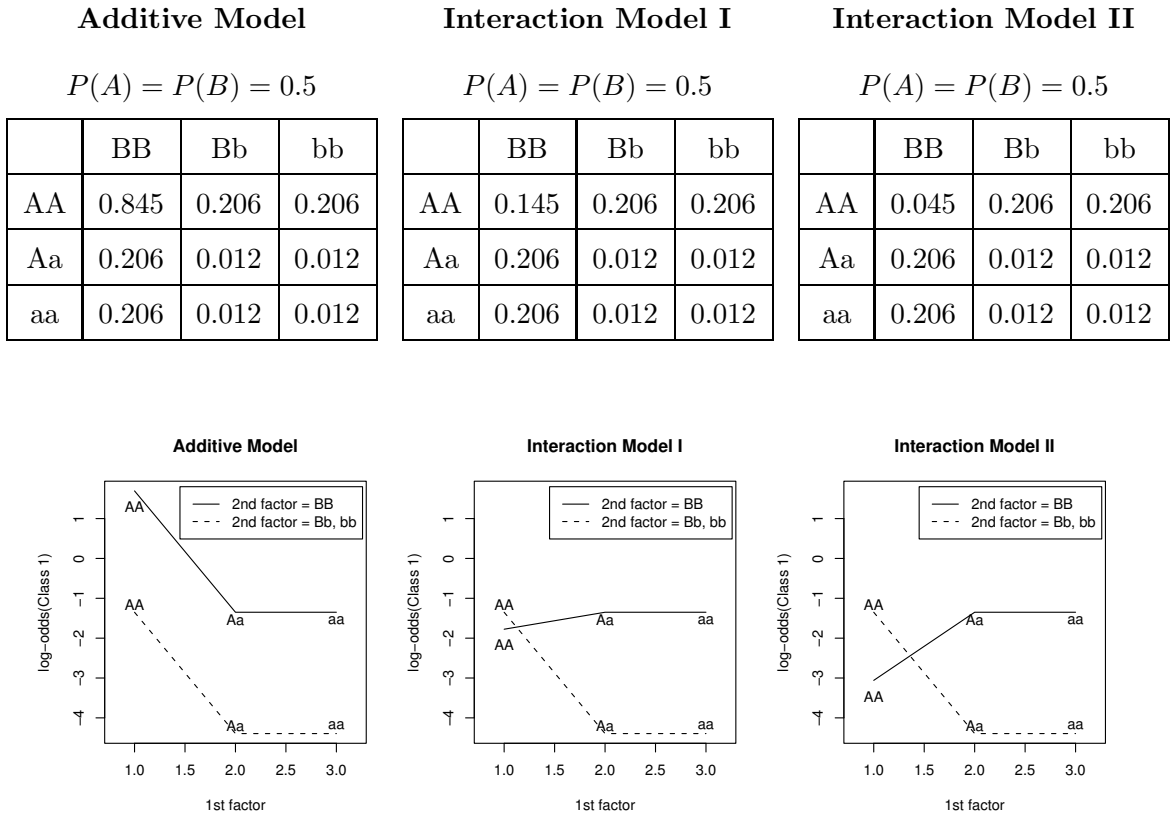 Additive Model
P(A) = P(B) = 0.5
BB Bb bb
AA 0.845 0.206 0.206
Aa 0.206 0.012 0.012
aa 0.206 0.012 0.012
Interaction Model I
P(A) = P(B) = 0.5
BB Bb bb
AA 0.145 0.206 0.206
Aa 0.206 0.012 0.012
aa 0.206 0.012 0.012
Interaction Model II
P(A) = P(B) = 0.5
BB Bb bb
AA 0.045 0.206 0.206
Aa 0.206 0.012 0.012
aa 0.206 0.012 0.012
Additive Model
2nd factor = BB
2nd factor = Bb, bb
log−odds(Class 1)
1
0
−1
−2
−3
−4
AA
AA
Aa
aa
Aa
aa
1.0 1.5 2.0 2.5 3.0
1st factor
Interaction Model I
2nd factor = BB
2nd factor = Bb, bb
log−odds(Class 1)
1
0
−1
−2
−3
−4
AA
AA
Aa
aa
Aa
aa
1.0 1.5 2.0 2.5 3.0
1st factor
Interaction Model II
2nd factor = BB
2nd factor = Bb, bb
log−odds(Class 1)
1
0
−1
−2
−3
−4
AA
AA
Aa
aa
Aa
aa
1.0 1.5 2.0 2.5 3.0
1st factor